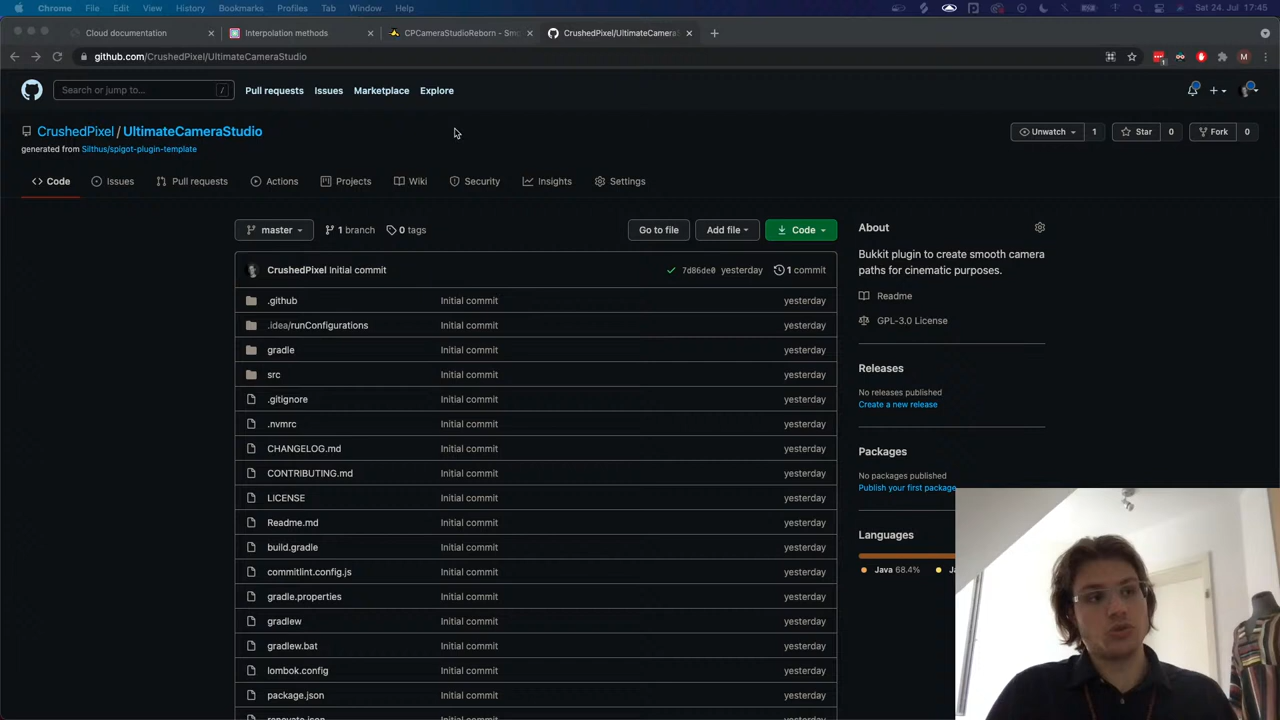 Chrome File Edit View History Bookmarks Profiles Tab Window Help Sat 24. Jul 17:45
Cloud documentation Interpolation methods CPCameraStudioReborn - Smo CrushedPixel/UltimateCameraS
github.com/CrushedPixel/UltimateCameraStudio M
Search or jump to... / Pull requests Issues Marketplace Explore
CrushedPixel / UltimateCameraStudio Unwatch 1 Star 0 Fork 0
generated from Silthus/spigot-plugin-template
Code Issues Pull requests Actions Projects Wiki Security Insights Settings
master 1 branch 0 tags Go to file Add file Code
About
Bukkit plugin to create smooth camera
paths for cinematic purposes.
Readme
GPL-3.0 License
CrushedPixel Initial commit 7d86de0 yesterday 1 commit
.github Initial commit yesterday
.idea/runConfigurations Initial commit yesterday
gradle Initial commit yesterday
src Initial commit yesterday
.gitignore Initial commit yesterday
.nvmrc Initial commit yesterday
CHANGELOG.md Initial commit yesterday
CONTRIBUTING.md Initial commit yesterday
LICENSE Initial commit yesterday
Readme.md Initial commit yesterday
build.gradle Initial commit yesterday
commitlint.config.js Initial commit yesterday
gradle.properties Initial commit yesterday
gradlew Initial commit yesterday
gradlew.bat Initial commit yesterday
lombok.config Initial commit yesterday
package.json Initial commit yesterday
renovate.json Initial commit yesterday
Releases
No releases published
Create a new release
Packages
No packages published
Publish your first package
Languages
Java 68.4% Ja